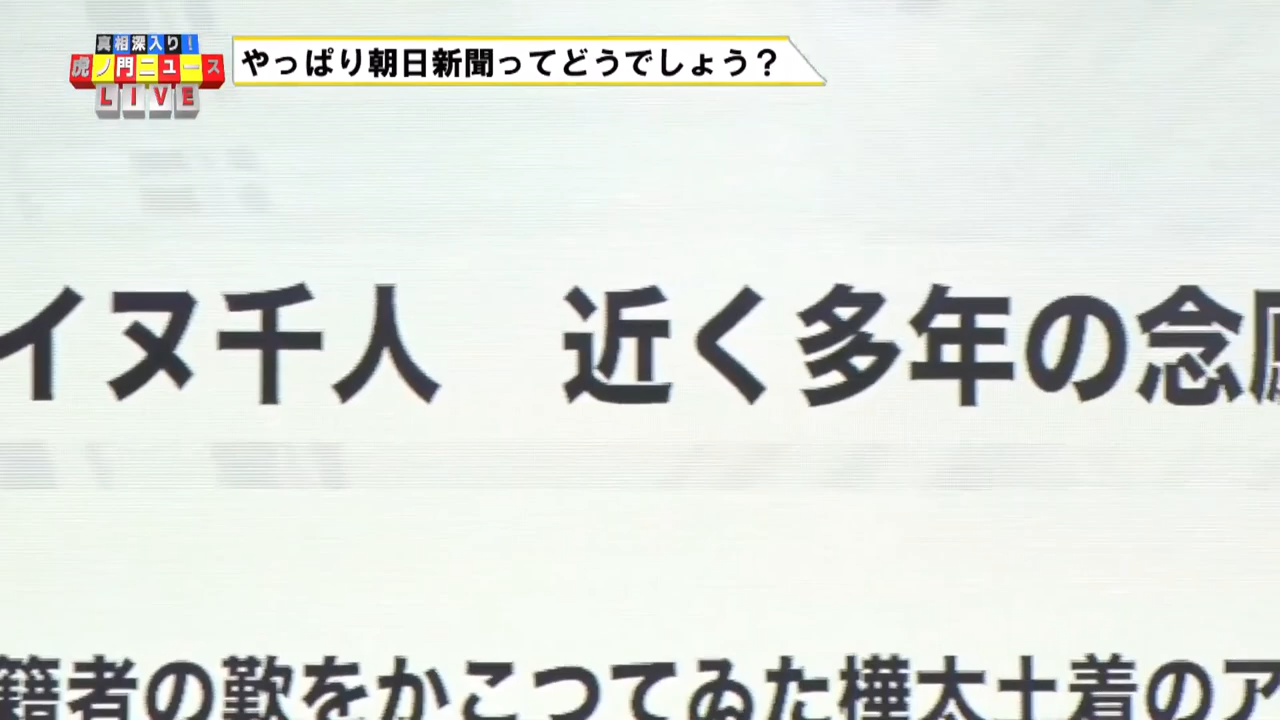 真相深入り!
虎ノ門ニュース
LIVE
やっぱり朝日新聞ってどうでしょう?
イヌ千人　近く多年の念
籍者の歎をかこつてゐた樺太土着のア